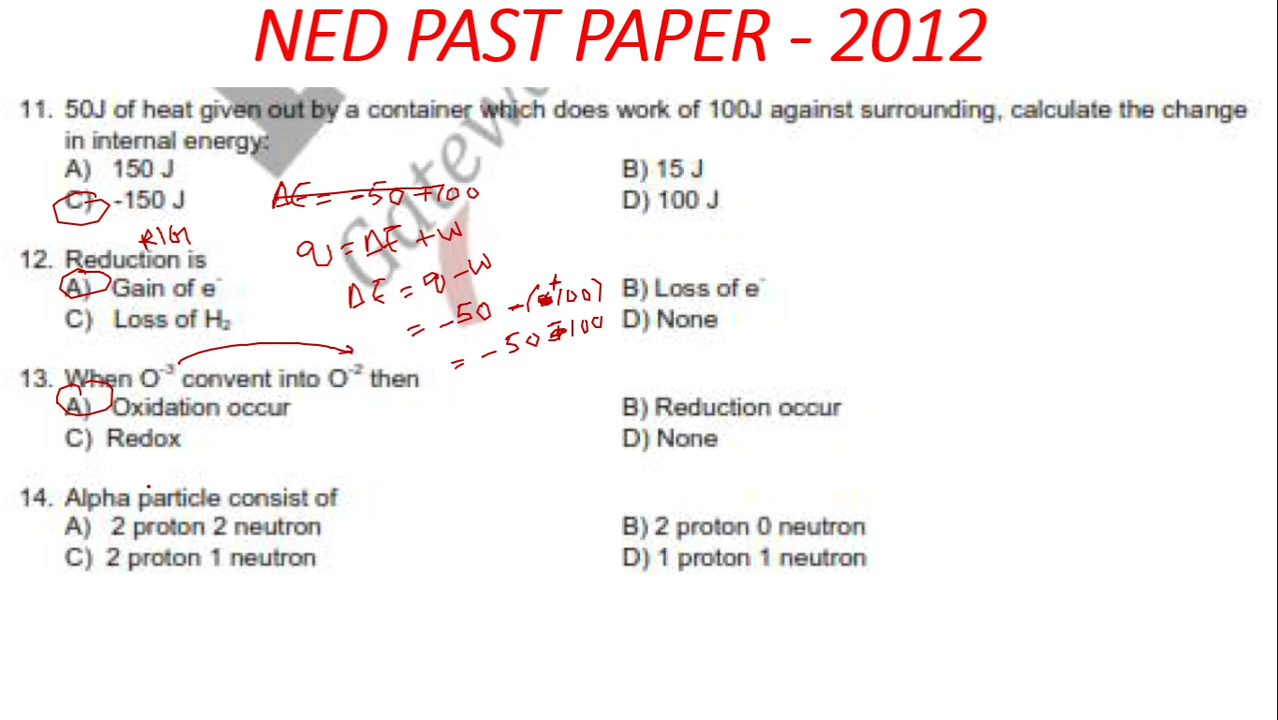 NED PAST PAPER - 2012
11. 50J of heat given out by a container which does work of 100J against surrounding, calculate the change
in internal energy:
A) 150 J B) 15 J
C) -150 J D) 100 J
ΔE = -50 +100
q = ΔE + W
ΔE = q - W
= -50 - (+100)
= -50 - 100
12. Reduction is
RIG
A) Gain of e⁻ B) Loss of e⁻
C) Loss of H₂ D) None
13. When O⁻³ convent into O⁻² then
A) Oxidation occur B) Reduction occur
C) Redox D) None
14. Alpha particle consist of
A) 2 proton 2 neutron B) 2 proton 0 neutron
C) 2 proton 1 neutron D) 1 proton 1 neutron